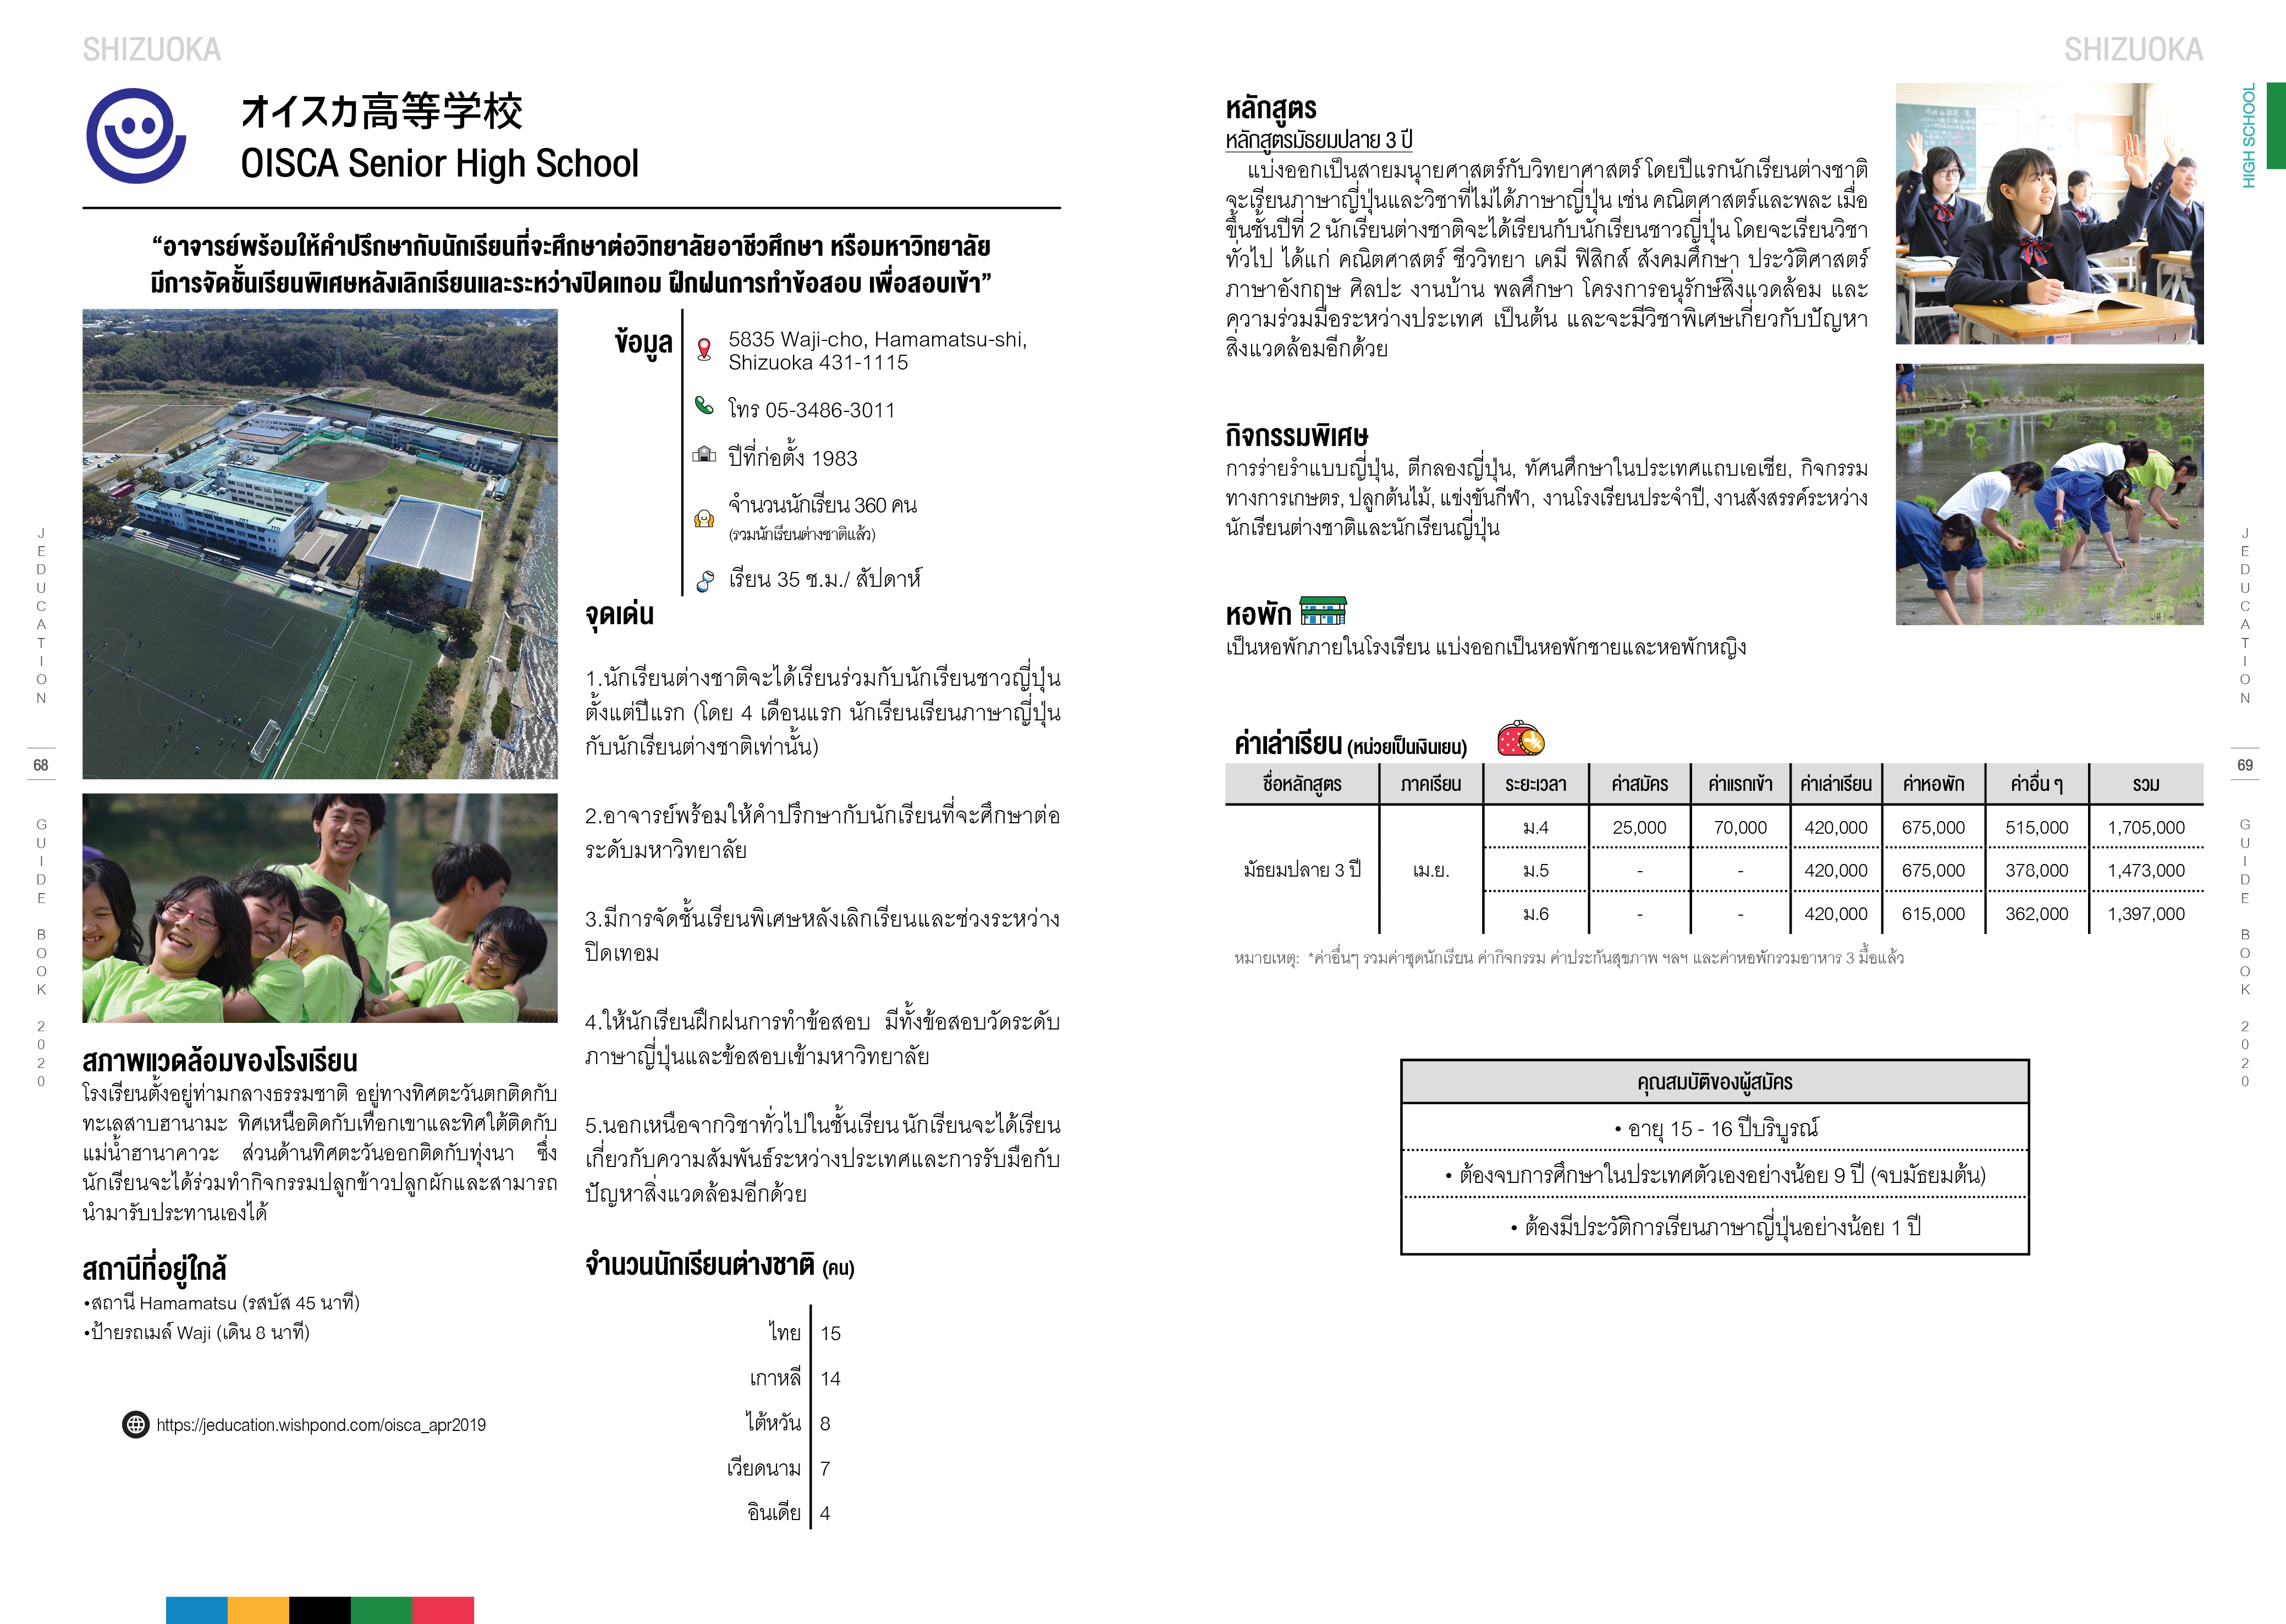 SHIZUOKA
オイスカ高等学校
OISCA Senior High School
“อาจารย์พร้อมให้คำปรึกษากับนักเรียนที่จะศึกษาต่อวิทยาลัยอาชีวศึกษา หรือมหาวิทยาลัย
มีการจัดชั้นเรียนพิเศษหลังเลิกเรียนและระหว่างปิดเทอม ฝึกฝนการทำข้อสอบ เพื่อสอบเข้า”
ข้อมูล
5835 Waji-cho, Hamamatsu-shi,
Shizuoka 431-1115
โทร 05-3486-3011
ปีที่ก่อตั้ง 1983
จำนวนนักเรียน 360 คน
(รวมนักเรียนต่างชาติแล้ว)
เรียน 35 ช.ม./ สัปดาห์
จุดเด่น
1.นักเรียนต่างชาติจะได้เรียนร่วมกับนักเรียนชาวญี่ปุ่น
ตั้งแต่ปีแรก (โดย 4 เดือนแรก นักเรียนเรียนภาษาญี่ปุ่น
กับนักเรียนต่างชาติเท่านั้น)
2.อาจารย์พร้อมให้คำปรึกษากับนักเรียนที่จะศึกษาต่อ
ระดับมหาวิทยาลัย
3.มีการจัดชั้นเรียนพิเศษหลังเลิกเรียนและช่วงระหว่าง
ปิดเทอม
4.ให้นักเรียนฝึกฝนการทำข้อสอบ มีทั้งข้อสอบวัดระดับ
ภาษาญี่ปุ่นและข้อสอบเข้ามหาวิทยาลัย
5.นอกเหนือจากวิชาทั่วไปในชั้นเรียน นักเรียนจะได้เรียน
เกี่ยวกับความสัมพันธ์ระหว่างประเทศและการรับมือกับ
ปัญหาสิ่งแวดล้อมอีกด้วย
จำนวนนักเรียนต่างชาติ (คน)
ไทย 15
เกาหลี 14
ไต้หวัน 8
เวียดนาม 7
อินเดีย 4
สภาพแวดล้อมของโรงเรียน
โรงเรียนตั้งอยู่ท่ามกลางธรรมชาติ อยู่ทางทิศตะวันตกติดกับ
ทะเลสาบฮานามะ ทิศเหนือติดกับเทือกเขาและทิศใต้ติดกับ
แม่น้ำฮานาคาวะ ส่วนด้านทิศตะวันออกติดกับทุ่งนา ซึ่ง
นักเรียนจะได้ร่วมทำกิจกรรมปลูกข้าวปลูกผักและสามารถ
นำมารับประทานเองได้
สถานีที่อยู่ใกล้
•สถานี Hamamatsu (รสบัส 45 นาที)
•ป้ายรถเมล์ Waji (เดิน 8 นาที)
https://jeducation.wishpond.com/oisca_apr2019
JEDUCATION
68
GUIDE BOOK 2020
SHIZUOKA
HIGH SCHOOL
หลักสูตร
หลักสูตรมัธยมปลาย 3 ปี
แบ่งออกเป็นสายมนุายศาสตร์กับวิทยาศาสตร์ โดยปีแรกนักเรียนต่างชาติ
จะเรียนภาษาญี่ปุ่นและวิชาที่ไม่ได้ภาษาญี่ปุ่น เช่น คณิตศาสตร์และพละ เมื่อ
ขึ้นชั้นปีที่ 2 นักเรียนต่างชาติจะได้เรียนกับนักเรียนชาวญี่ปุ่น โดยจะเรียนวิชา
ทั่วไป ได้แก่ คณิตศาสตร์ ชีววิทยา เคมี ฟิสิกส์ สังคมศึกษา ประวัติศาสตร์
ภาษาอังกฤษ ศิลปะ งานบ้าน พลศึกษา โครงการอนุรักษ์สิ่งแวดล้อม และ
ความร่วมมือระหว่างประเทศ เป็นต้น และจะมีวิชาพิเศษเกี่ยวกับปัญหา
สิ่งแวดล้อมอีกด้วย
กิจกรรมพิเศษ
การร่ายรำแบบญี่ปุ่น, ตีกลองญี่ปุ่น, ทัศนศึกษาในประเทศแถบเอเชีย, กิจกรรม
ทางการเกษตร, ปลูกต้นไม้, แข่งขันกีฬา, งานโรงเรียนประจำปี, งานสังสรรค์ระหว่าง
นักเรียนต่างชาติและนักเรียนญี่ปุ่น
หอพัก
เป็นหอพักภายในโรงเรียน แบ่งออกเป็นหอพักชายและหอพักหญิง
ค่าเล่าเรียน (หน่วยเป็นเงินเยน)
ชื่อหลักสูตร ภาคเรียน ระยะเวลา ค่าสมัคร ค่าแรกเข้า ค่าเล่าเรียน ค่าหอพัก ค่าอื่น ๆ รวม
ม.4 25,000 70,000 420,000 675,000 515,000 1,705,000
มัธยมปลาย 3 ปี เม.ย. ม.5 - - 420,000 675,000 378,000 1,473,000
ม.6 - - 420,000 615,000 362,000 1,397,000
หมายเหตุ: *ค่าอื่นๆ รวมค่าชุดนักเรียน ค่ากิจกรรม ค่าประกันสุขภาพ ฯลฯ และค่าหอพักรวมอาหาร 3 มื้อแล้ว
คุณสมบัติของผู้สมัคร
• อายุ 15 - 16 ปีบริบูรณ์
• ต้องจบการศึกษาในประเทศตัวเองอย่างน้อย 9 ปี (จบมัธยมต้น)
• ต้องมีประวัติการเรียนภาษาญี่ปุ่นอย่างน้อย 1 ปี
JEDUCATION
69
GUIDE BOOK 2020